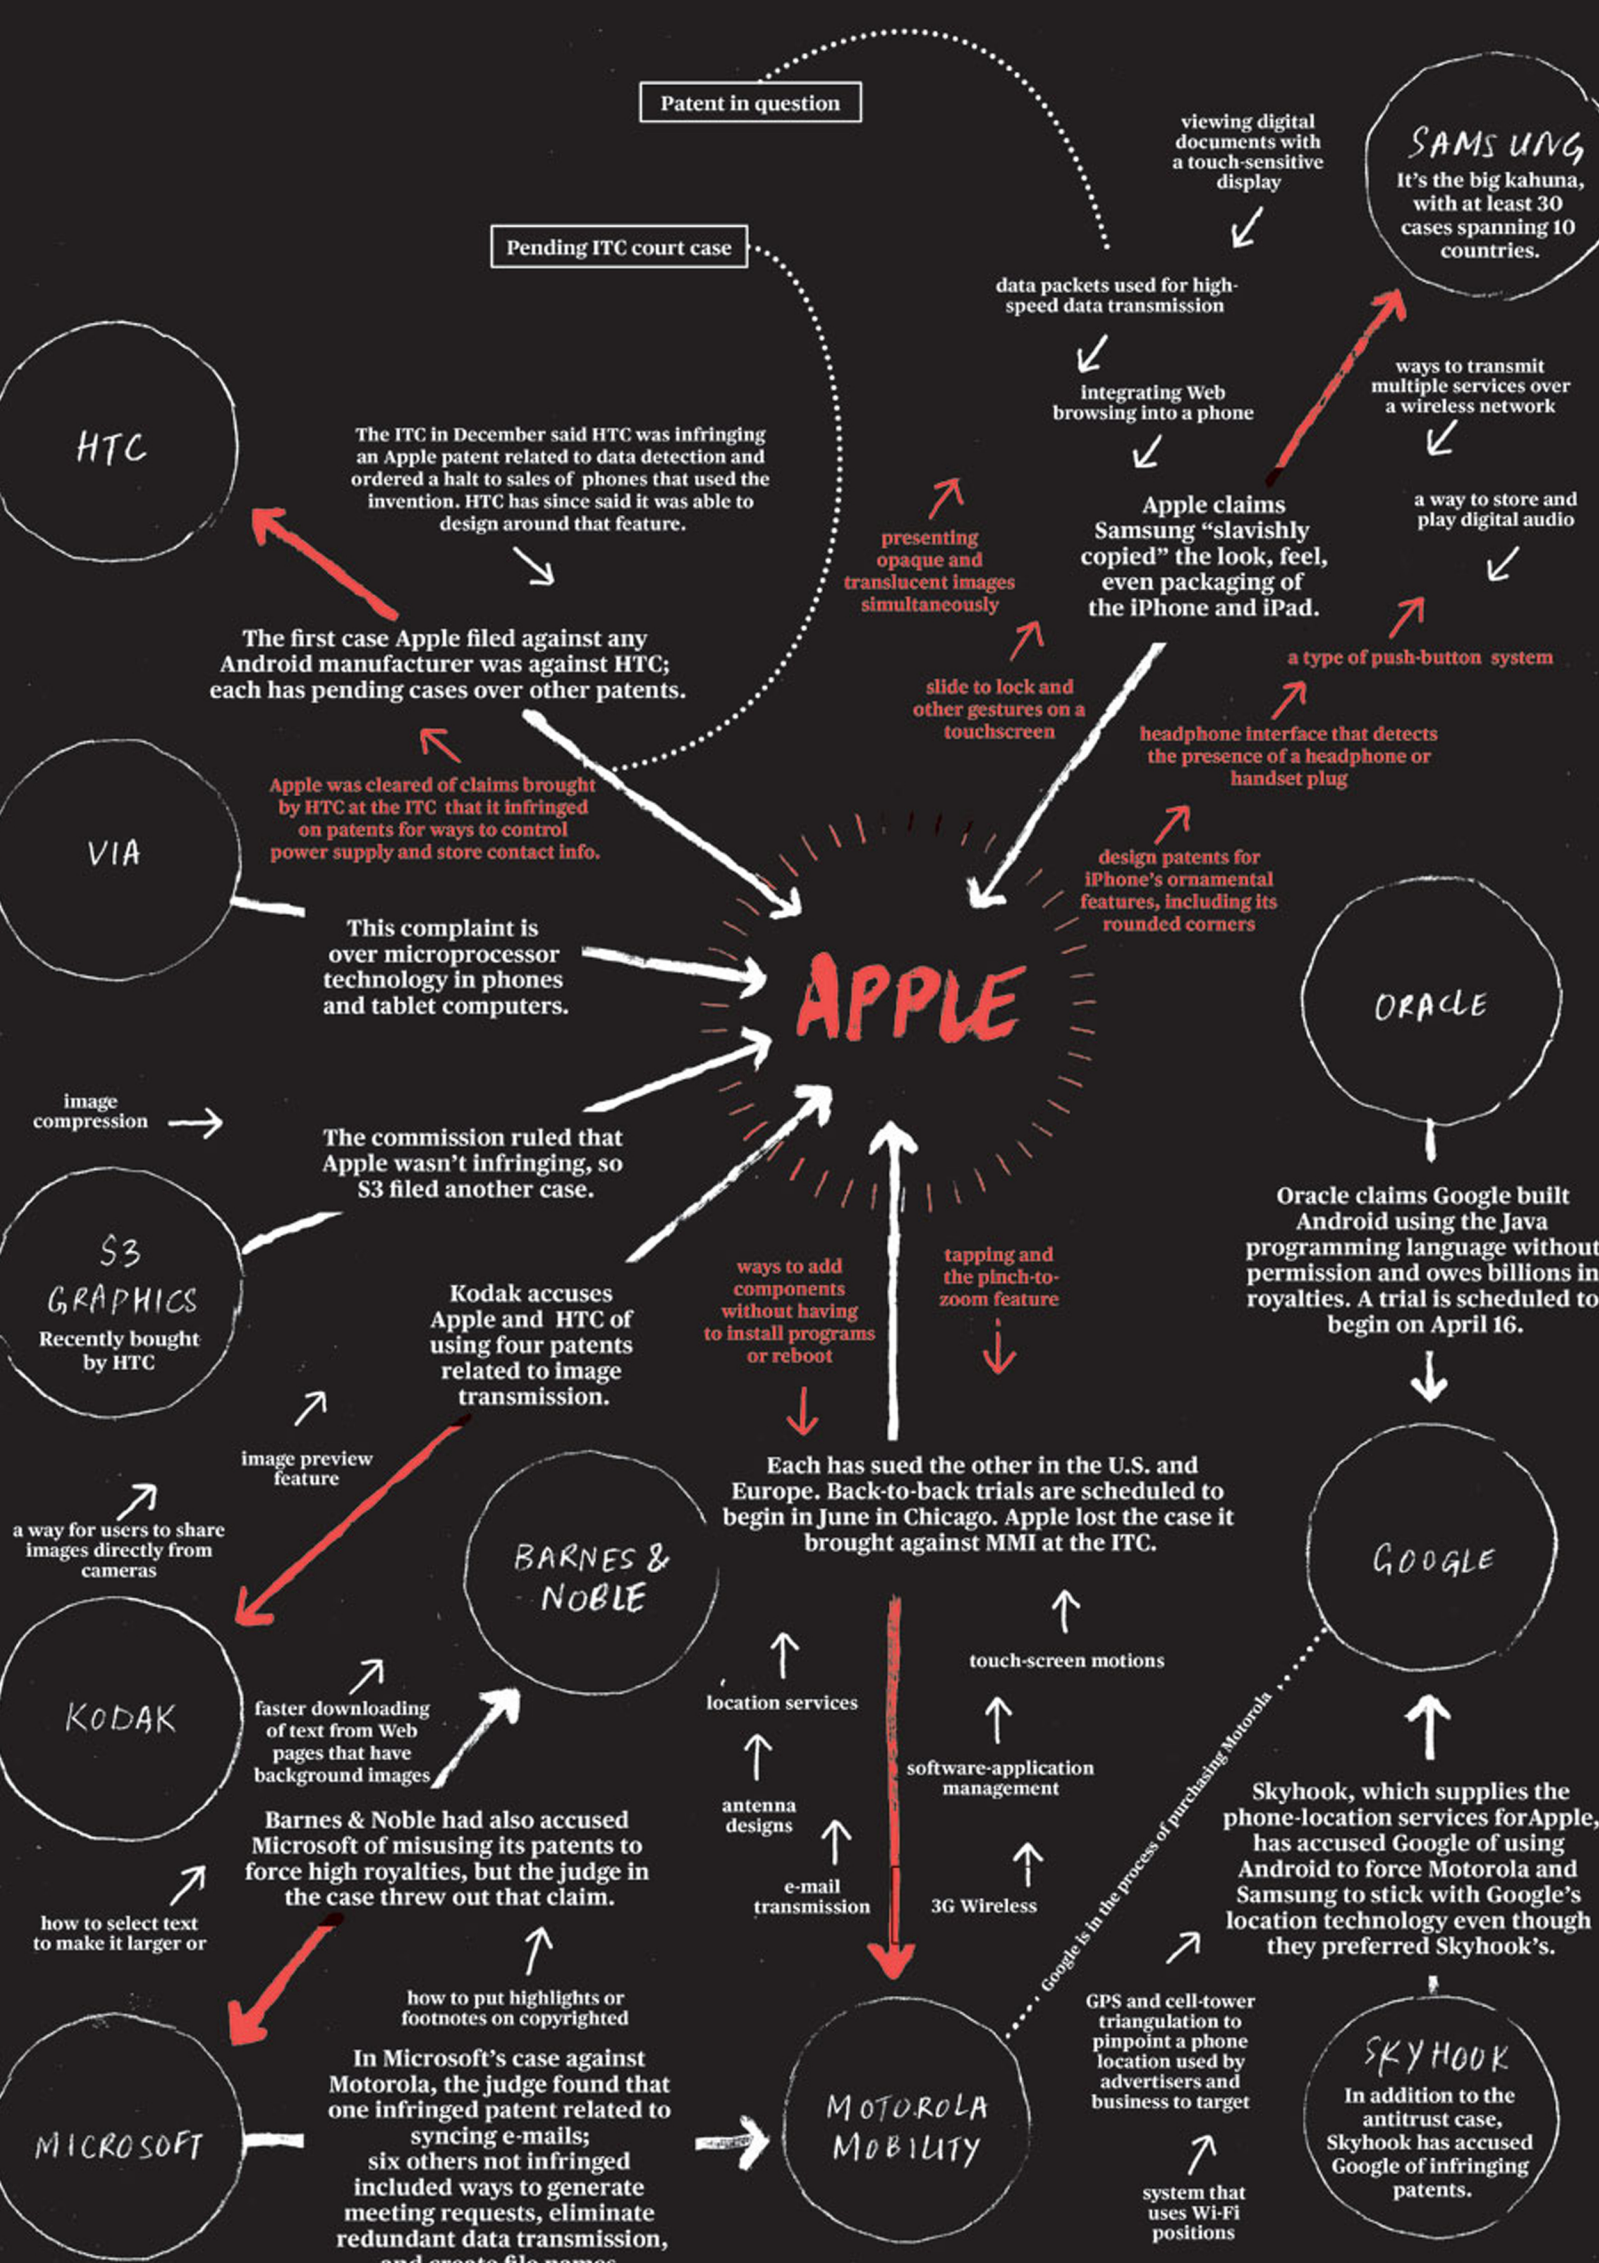 Patent in question
viewing digital
documents with
a touch-sensitive
display
SAMSUNG
It's the big kahuna,
with at least 30
cases spanning 10
countries.
Pending ITC court case
data packets used for high-
speed data transmission
integrating Web
browsing into a phone
ways to transmit
multiple services over
a wireless network
a way to store and
play digital audio
HTC
The ITC in December said HTC was infringing
an Apple patent related to data detection and
ordered a halt to sales of phones that used the
invention. HTC has since said it was able to
design around that feature.
presenting
opaque and
translucent images
simultaneously
Apple claims
Samsung “slavishly
copied” the look, feel,
even packaging of
the iPhone and iPad.
a type of push-button system
The first case Apple filed against any
Android manufacturer was against HTC;
each has pending cases over other patents.
slide to lock and
other gestures on a
touchscreen
headphone interface that detects
the presence of a headphone or
handset plug
Apple was cleared of claims brought
by HTC at the ITC that it infringed
on patents for ways to control
power supply and store contact info.
design patents for
iPhone's ornamental
features, including its
rounded corners
VIA
This complaint is
over microprocessor
technology in phones
and tablet computers.
APPLE
ORACLE
image
compression
The commission ruled that
Apple wasn't infringing, so
S3 filed another case.
S3
GRAPHICS
Recently bought
by HTC
Oracle claims Google built
Android using the Java
programming language without
permission and owes billions in
royalties. A trial is scheduled to
begin on April 16.
Kodak accuses
Apple and HTC of
using four patents
related to image
transmission.
ways to add
components
without having
to install programs
or reboot
tapping and
the pinch-to-
zoom feature
image preview
feature
a way for users to share
images directly from
cameras
BARNES &
NOBLE
Each has sued the other in the U.S. and
Europe. Back-to-back trials are scheduled to
begin in June in Chicago. Apple lost the case it
brought against MMI at the ITC.
GOOGLE
KODAK
faster downloading
of text from Web
pages that have
background images
location services
touch-screen motions
antenna
designs
software-application
management
e-mail
transmission
3G Wireless
Google is in the process of purchasing Motorola
Barnes & Noble had also accused
Microsoft of misusing its patents to
force high royalties, but the judge in
the case threw out that claim.
Skyhook, which supplies the
phone-location services forApple,
has accused Google of using
Android to force Motorola and
Samsung to stick with Google's
location technology even though
they preferred Skyhook's.
how to select text
to make it larger or
how to put highlights or
footnotes on copyrighted
GPS and cell-tower
triangulation to
pinpoint a phone
location used by
advertisers and
business to target
system that
uses Wi-Fi
positions
SKYHOOK
In addition to the
antitrust case,
Skyhook has accused
Google of infringing
patents.
MICROSOFT
In Microsoft's case against
Motorola, the judge found that
one infringed patent related to
syncing e-mails;
six others not infringed
included ways to generate
meeting requests, eliminate
redundant data transmission,
and create file names
MOTOROLA
MOBILITY